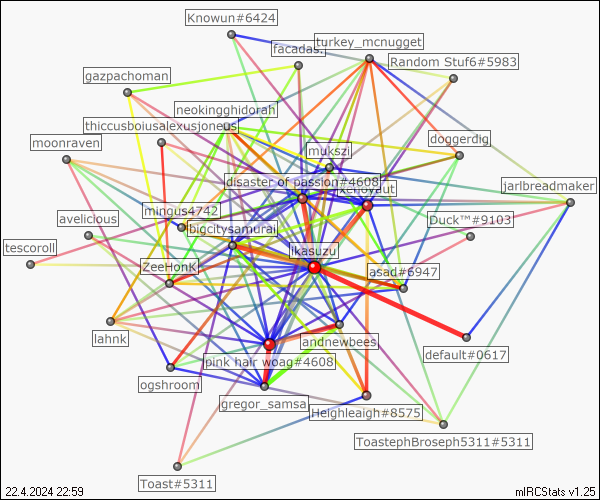 Knowun#6424
turkey_mcnugget
facadas.
Random Stuf6#5983
gazpachoman
neokingghidorah
thiccusboiusalexusjoneus
doggerdig
moonraven
mukszi
disaster of passion#4608
jarlbreadmaker
mingus4742
avelicious
Duck™#9103
bigcitysamurai
tescoroll
ikasuzu
ZeeHonK
asad#6947
lahnk
andnewbees
default#0617
pink hair woag#4608
ogshroom
gregor_samsa
Heighleaigh#8575
ToastephBroseph5311#5311
Toast#5311
22.4.2024 22:59
mIRCStats v1.25